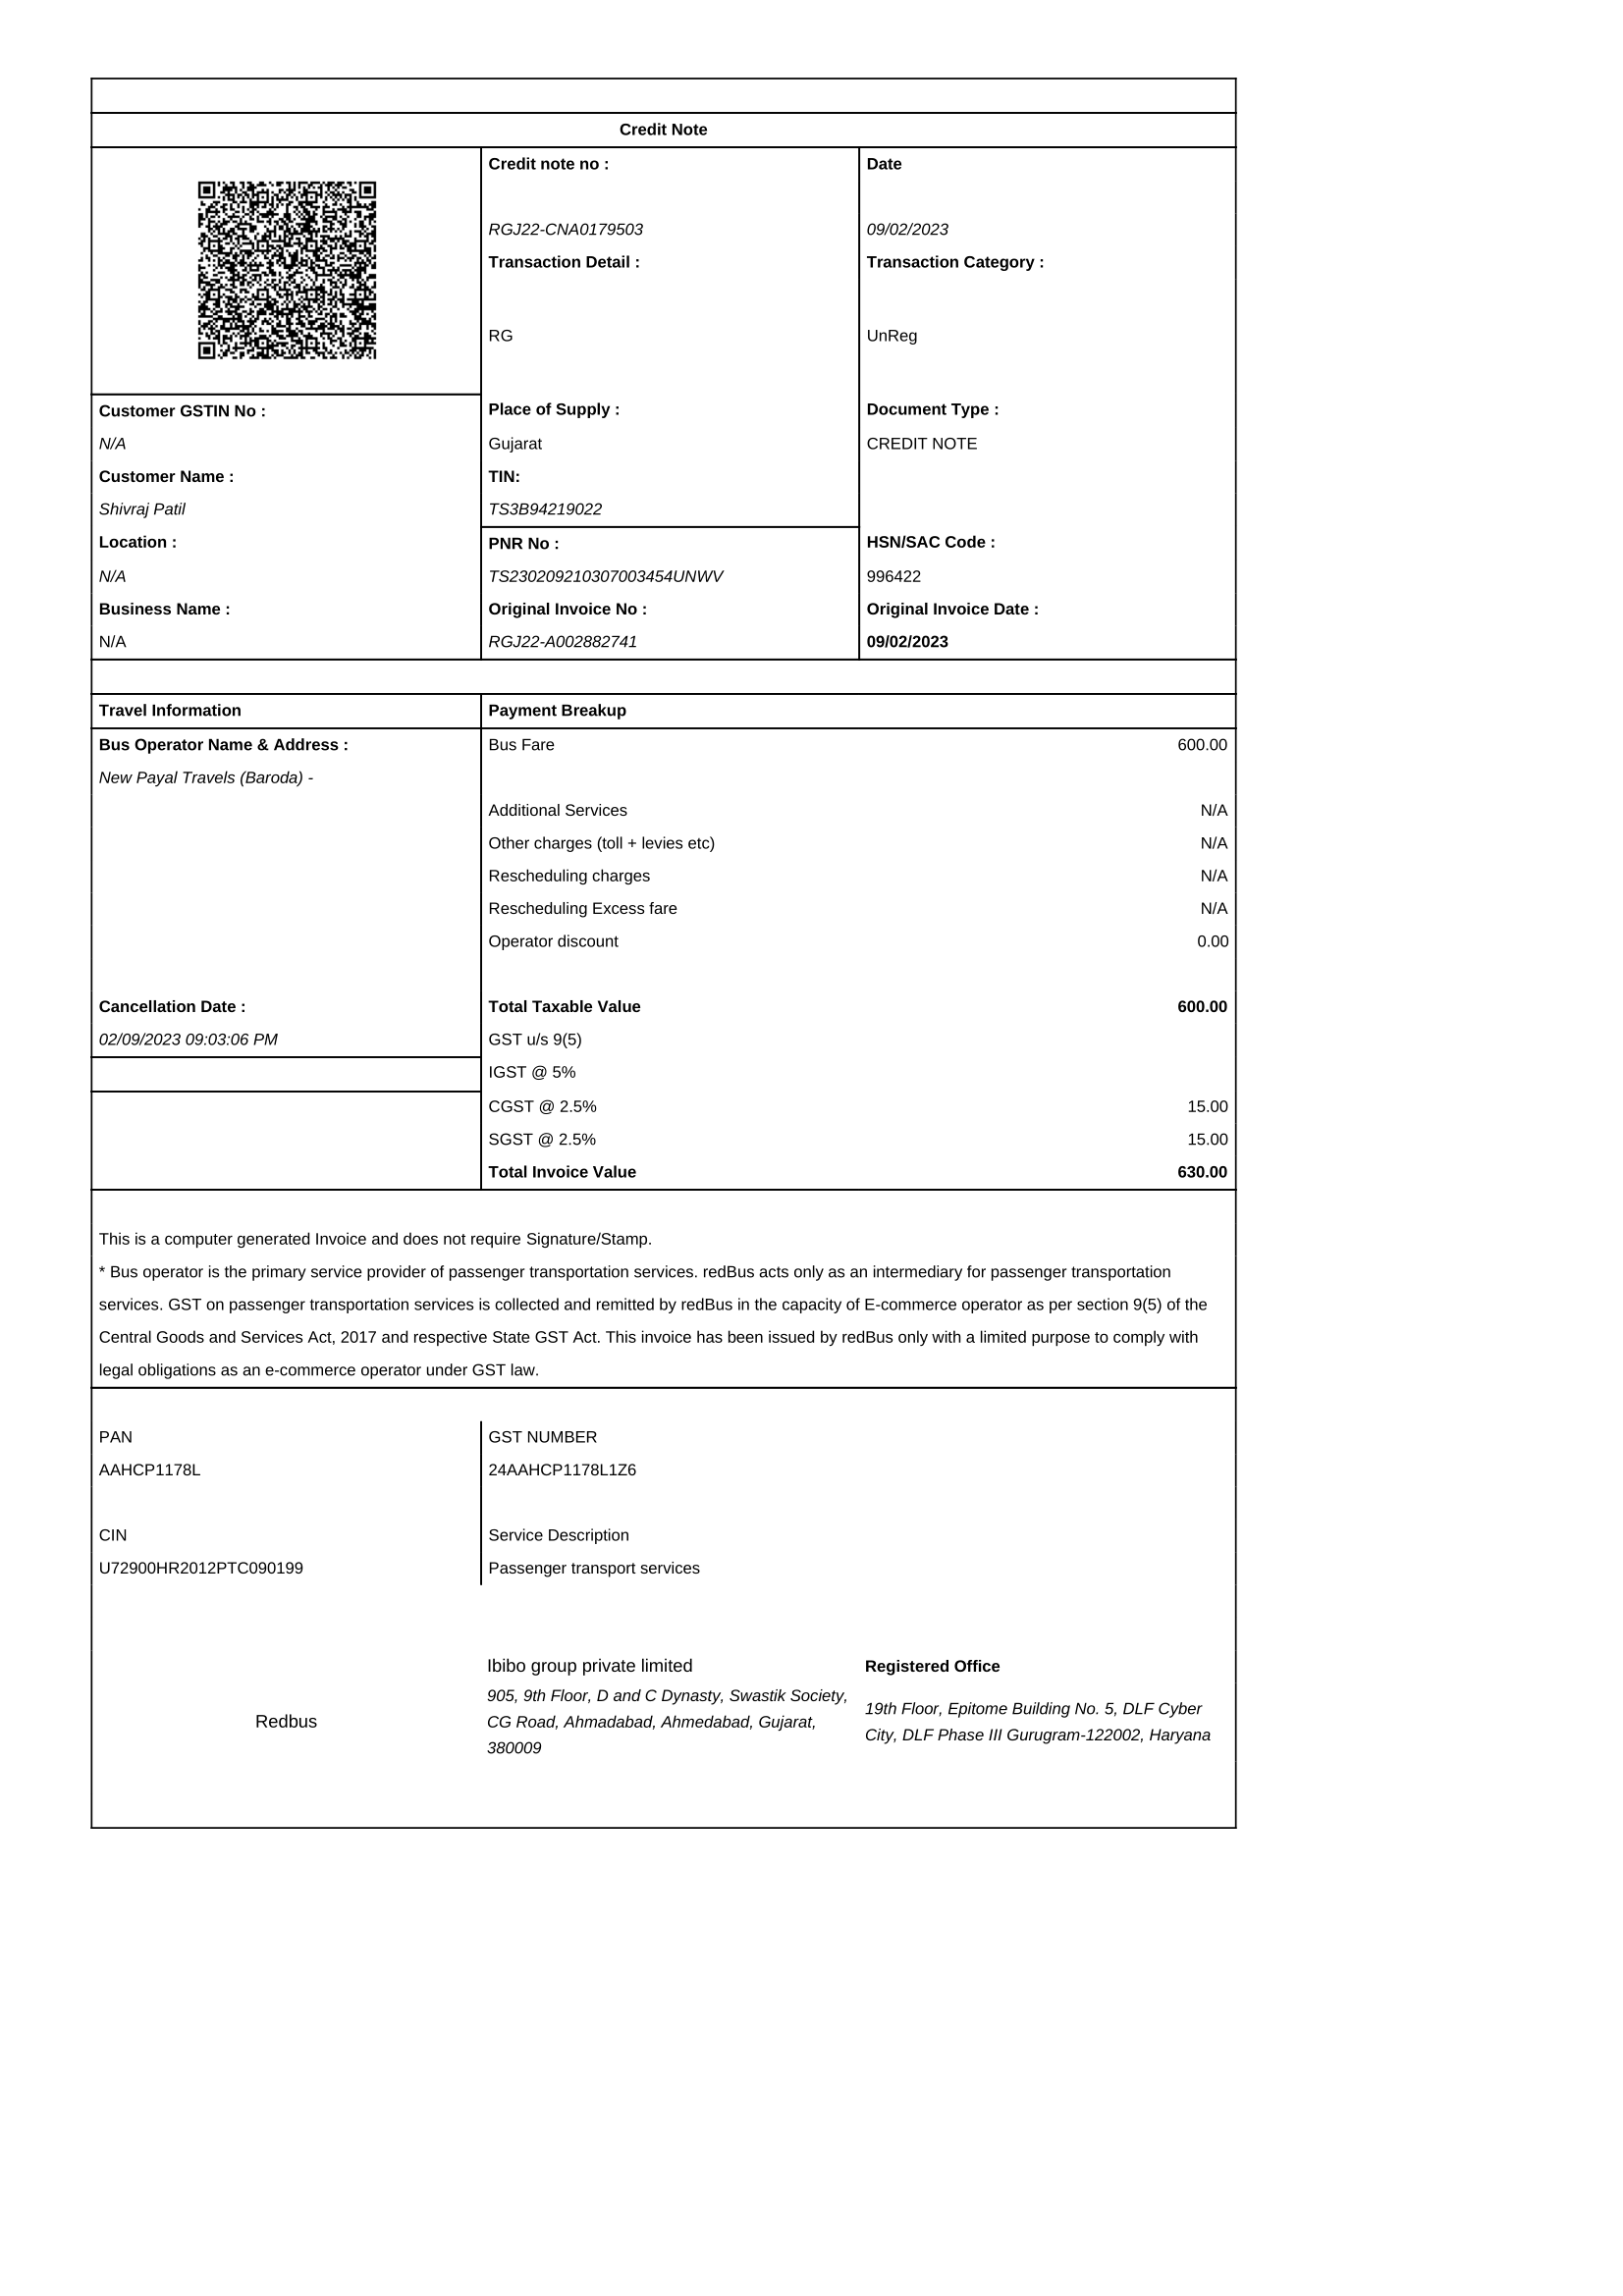 Credit Note
Credit note no :
Date
RGJ22-CNA0179503
09/02/2023
Transaction Detail :
Transaction Category :
RG
UnReg
Customer GSTIN No :
Place of Supply :
Document Type :
N/A
Gujarat
CREDIT NOTE
Customer Name :
TIN:
Shivraj Patil
TS3B94219022
Location :
PNR No :
HSN/SAC Code :
N/A
TS230209210307003454UNWV
996422
Business Name :
Original Invoice No :
Original Invoice Date :
N/A
RGJ22-A002882741
09/02/2023
Travel Information
Payment Breakup
Bus Operator Name & Address :
Bus Fare 600.00
New Payal Travels (Baroda) -
Additional Services N/A
Other charges (toll + levies etc) N/A
Rescheduling charges N/A
Rescheduling Excess fare N/A
Operator discount 0.00
Cancellation Date :
Total Taxable Value 600.00
02/09/2023 09:03:06 PM
GST u/s 9(5)
IGST @ 5%
CGST @ 2.5% 15.00
SGST @ 2.5% 15.00
Total Invoice Value 630.00
This is a computer generated Invoice and does not require Signature/Stamp.
* Bus operator is the primary service provider of passenger transportation services. redBus acts only as an intermediary for passenger transportation
services. GST on passenger transportation services is collected and remitted by redBus in the capacity of E-commerce operator as per section 9(5) of the
Central Goods and Services Act, 2017 and respective State GST Act. This invoice has been issued by redBus only with a limited purpose to comply with
legal obligations as an e-commerce operator under GST law.
PAN
GST NUMBER
AAHCP1178L
24AAHCP1178L1Z6
CIN
Service Description
U72900HR2012PTC090199
Passenger transport services
Redbus
Ibibo group private limited
905, 9th Floor, D and C Dynasty, Swastik Society,
CG Road, Ahmadabad, Ahmedabad, Gujarat,
380009
Registered Office
19th Floor, Epitome Building No. 5, DLF Cyber
City, DLF Phase III Gurugram-122002, Haryana